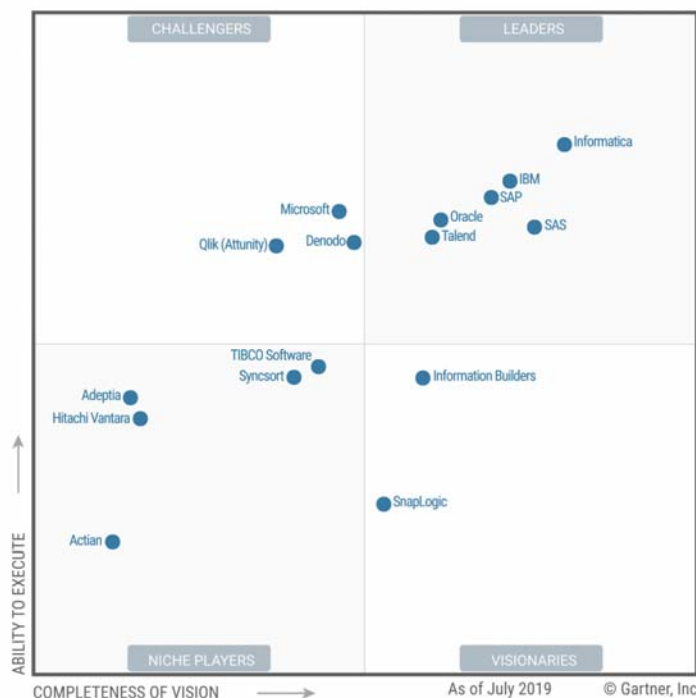 CHALLENGERS
LEADERS
Informatica
IBM
SAP
Microsoft
Oracle
SAS
Qlik (Attunity)
Denodo
Talend
TIBCO Software
Syncsort
Information Builders
Adeptia
Hitachi Vantara
SnapLogic
Actian
ABILITY TO EXECUTE
NICHE PLAYERS
VISIONARIES
COMPLETENESS OF VISION
As of July 2019
© Gartner, Inc